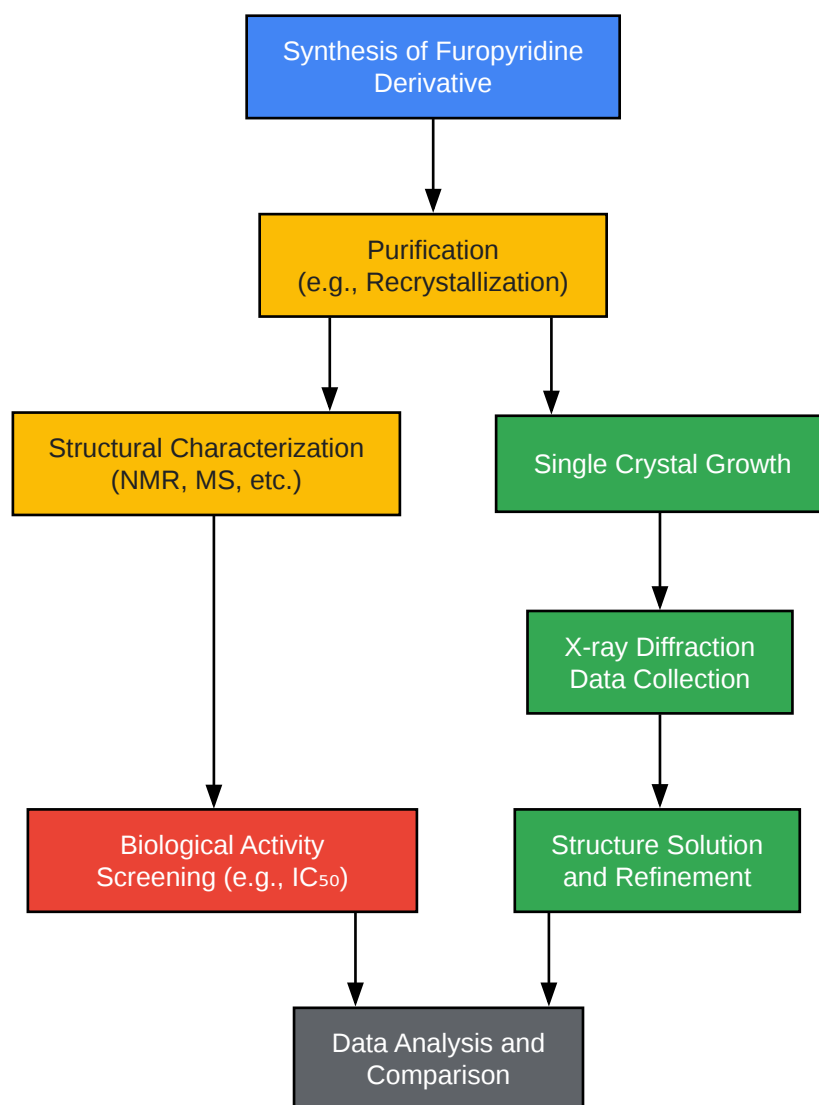 Synthesis of Furopyridine
Derivative
Purification
(e.g., Recrystallization)
Structural Characterization
(NMR, MS, etc.)
Single Crystal Growth
X-ray Diffraction
Data Collection
Biological Activity
Screening (e.g., IC₅₀)
Structure Solution
and Refinement
Data Analysis and
Comparison